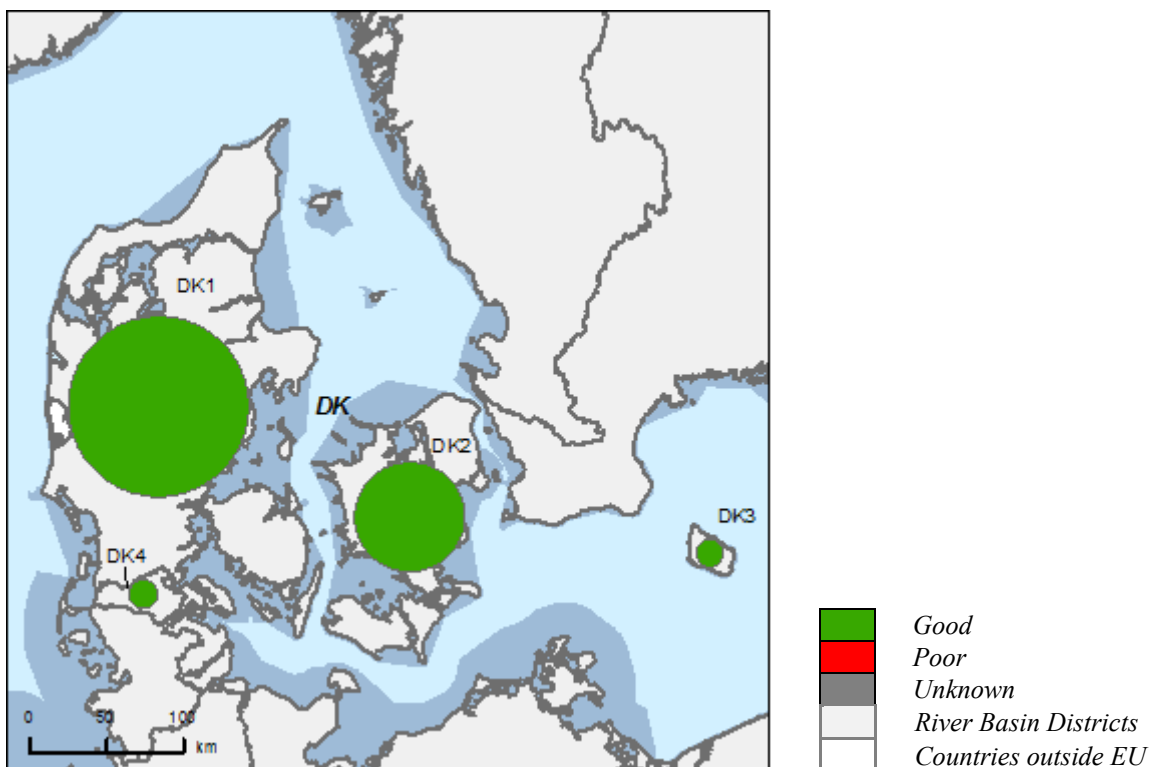 DK1
DK
DK2
DK3
DK4
0 50 100
km
Good
Poor
Unknown
River Basin Districts
Countries outside EU